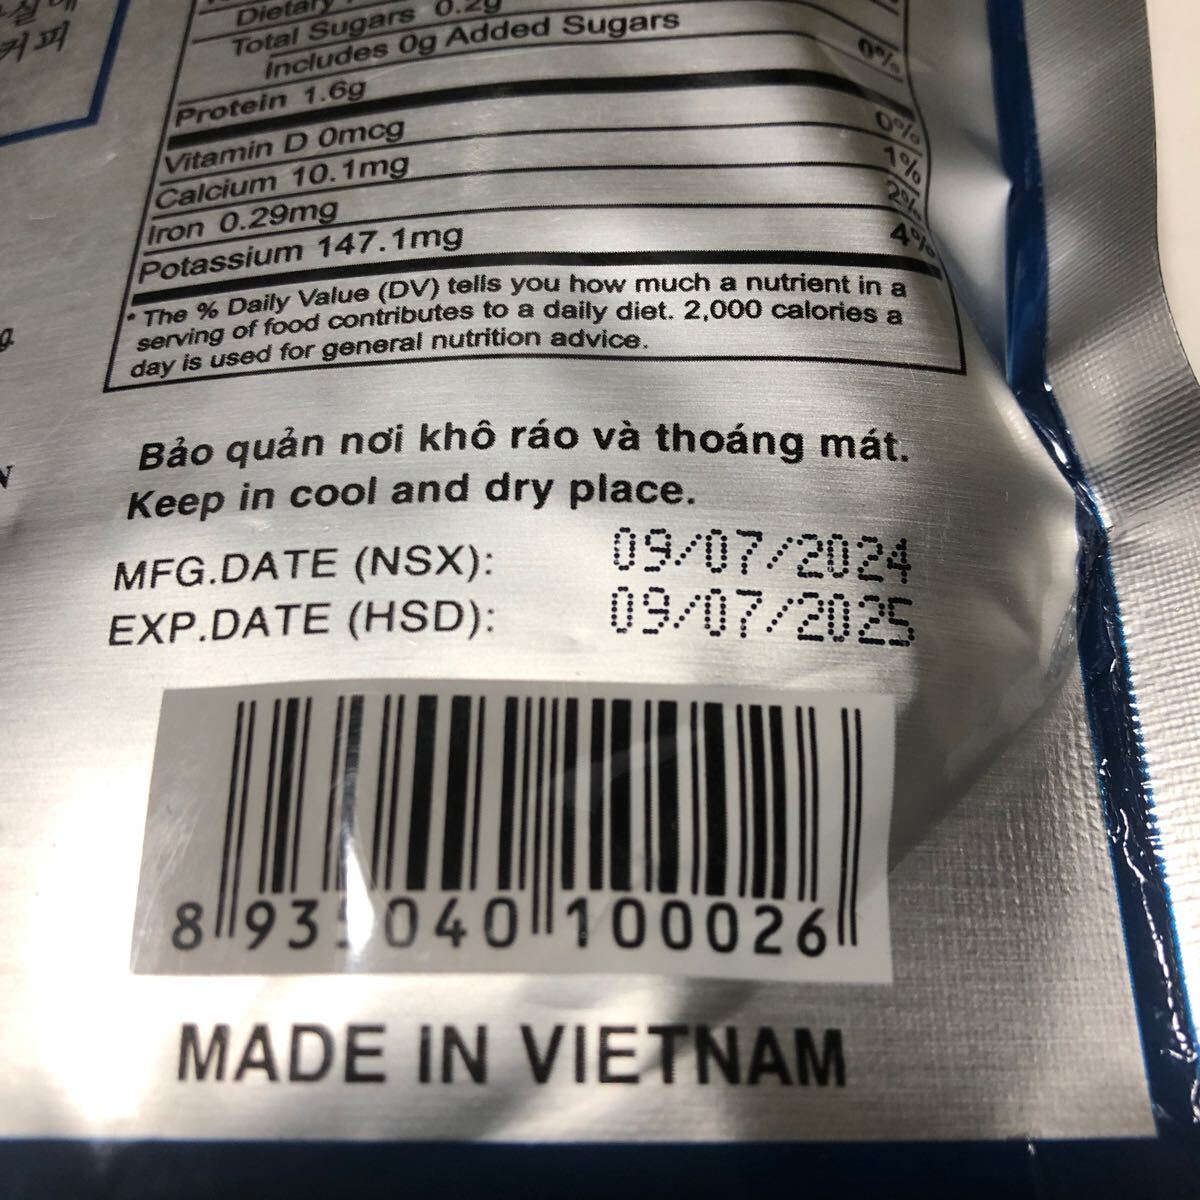 커피
Dietary
Total Sugars 0.2g
Includes 0g Added Sugars 0%
Protein 1.6g
Vitamin D 0mcg 0%
Calcium 10.1mg 1%
Iron 0.29mg 2%
Potassium 147.1mg 4%
* The % Daily Value (DV) tells you how much a nutrient in a
serving of food contributes to a daily diet. 2,000 calories a
day is used for general nutrition advice.
Bảo quản nơi khô ráo và thoáng mát.
Keep in cool and dry place.
MFG.DATE (NSX): 09/07/2024
EXP.DATE (HSD): 09/07/2025
8 935040 100026
MADE IN VIETNAM